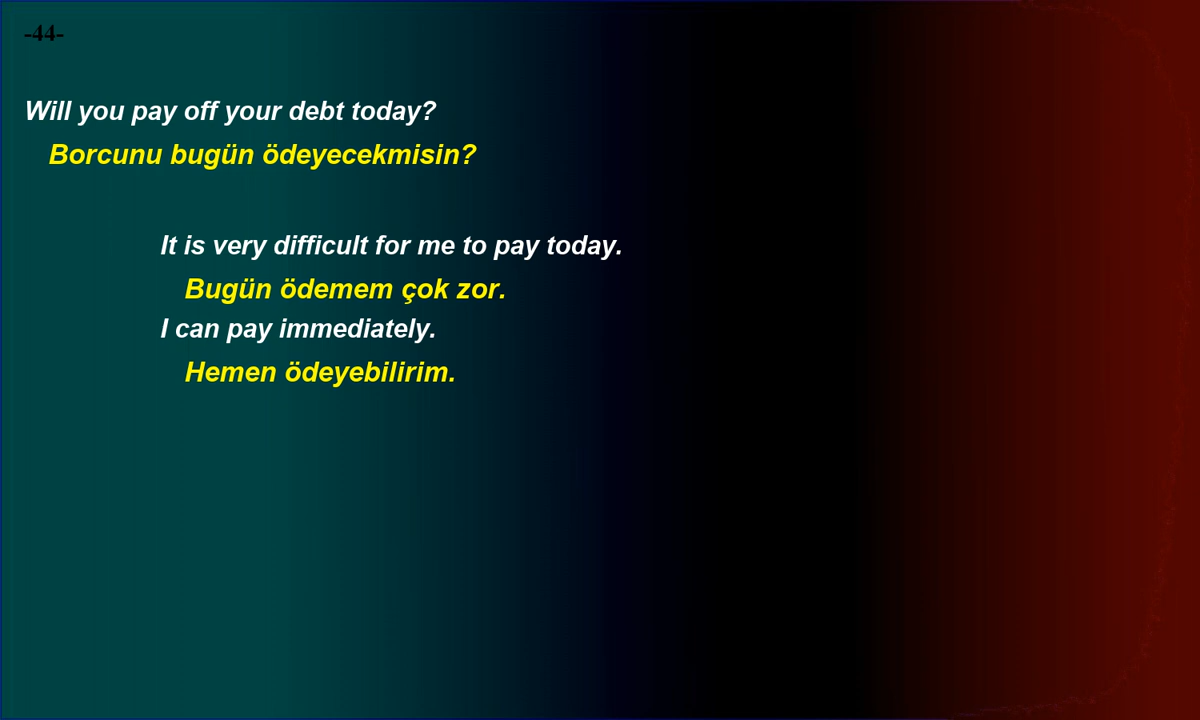 -44-
Will you pay off your debt today?
Borcunu bugün ödeyecekmisin?
It is very difficult for me to pay today.
Bugün ödemem çok zor.
I can pay immediately.
Hemen ödeyebilirim.